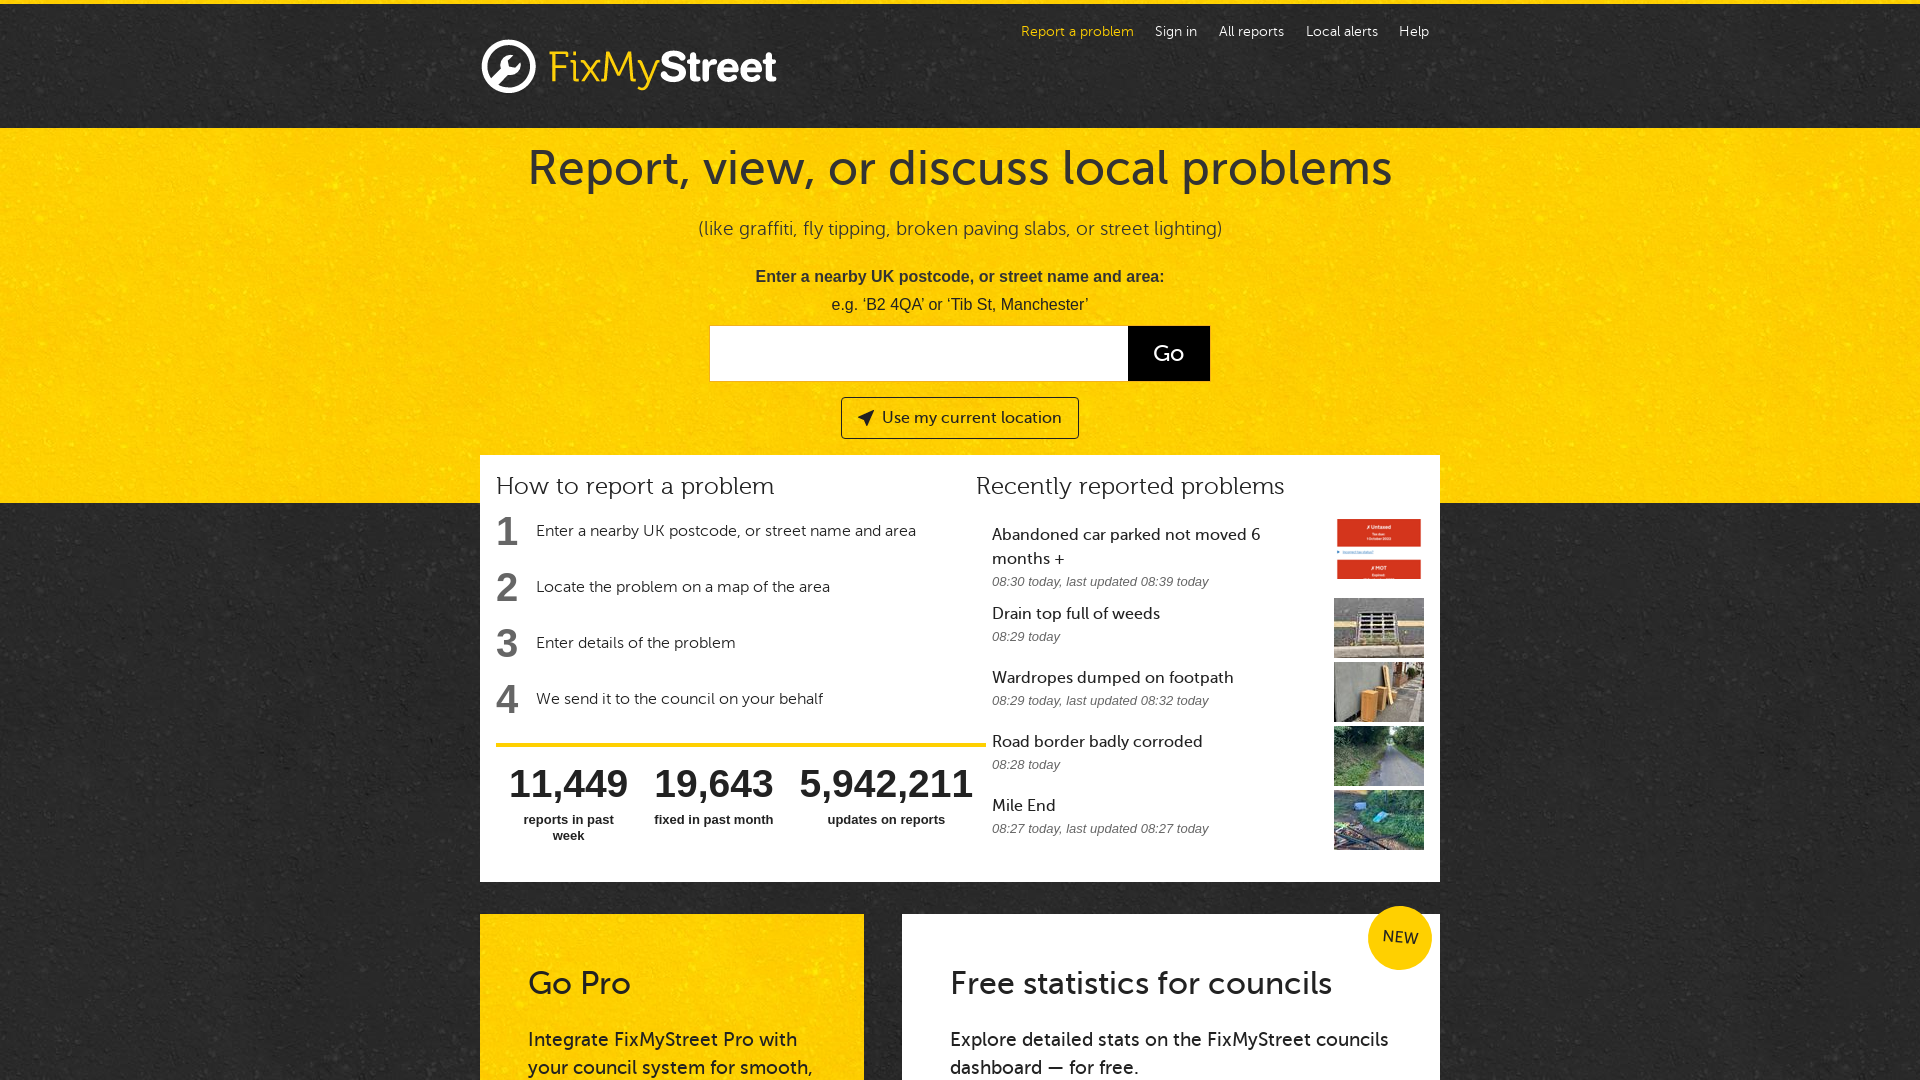 Report a problem
Sign in
All reports
Local alerts
Help
FixMyStreet
Report, view, or discuss local problems
(like graffiti, fly tipping, broken paving slabs, or street lighting)
Enter a nearby UK postcode, or street name and area:
e.g. ‘B2 4QA’ or ‘Tib St, Manchester’
Go
Use my current location
How to report a problem
1 Enter a nearby UK postcode, or street name and area
2 Locate the problem on a map of the area
3 Enter details of the problem
4 We send it to the council on your behalf
11,449
reports in past
week
19,643
fixed in past month
5,942,211
updates on reports
Recently reported problems
Abandoned car parked not moved 6
months +
08:30 today, last updated 08:39 today
✗ Untaxed
✗ MOT
Drain top full of weeds
08:29 today
Wardropes dumped on footpath
08:29 today, last updated 08:32 today
Road border badly corroded
08:28 today
Mile End
08:27 today, last updated 08:27 today
Go Pro
Integrate FixMyStreet Pro with
your council system for smooth,
NEW
Free statistics for councils
Explore detailed stats on the FixMyStreet councils
dashboard — for free.